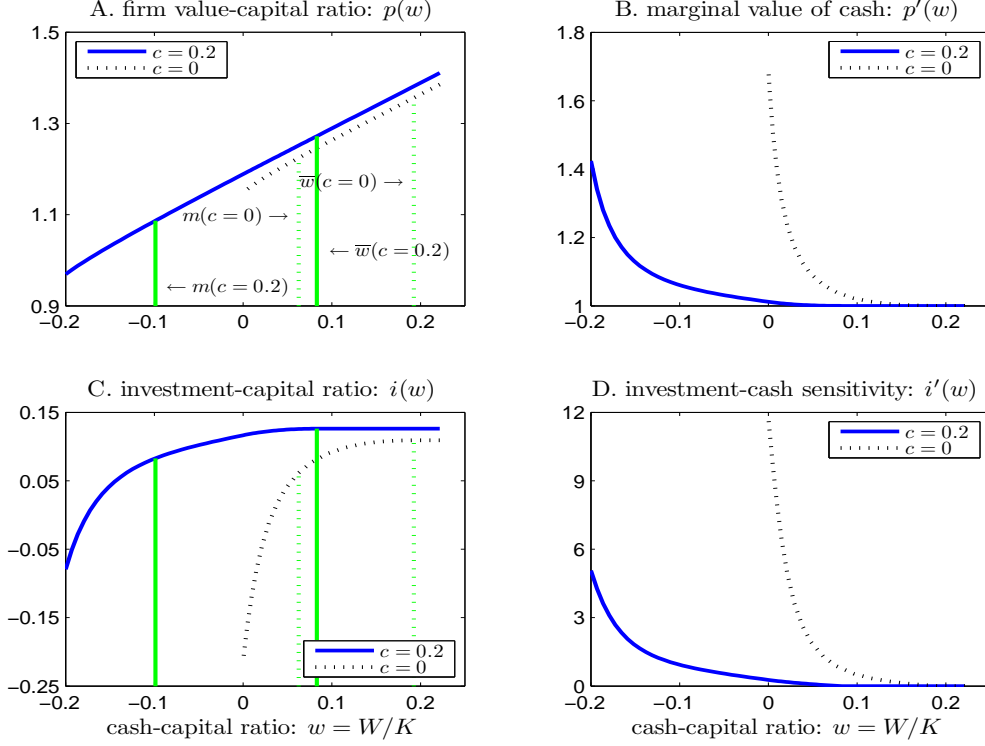 A. firm value-capital ratio: p(w)
1.5
1.3
1.1
0.9
c = 0.2
c = 0
w̅(c = 0) →
m(c = 0) →
← w̅(c = 0.2)
← m(c = 0.2)
−0.2 −0.1 0 0.1 0.2
B. marginal value of cash: p′(w)
1.8
1.6
1.4
1.2
1
c = 0.2
c = 0
−0.2 −0.1 0 0.1 0.2
C. investment-capital ratio: i(w)
0.15
0.05
−0.05
−0.15
−0.25
c = 0.2
c = 0
−0.2 −0.1 0 0.1 0.2
cash-capital ratio: w = W/K
D. investment-cash sensitivity: i′(w)
12
9
6
3
0
c = 0.2
c = 0
−0.2 −0.1 0 0.1 0.2
cash-capital ratio: w = W/K